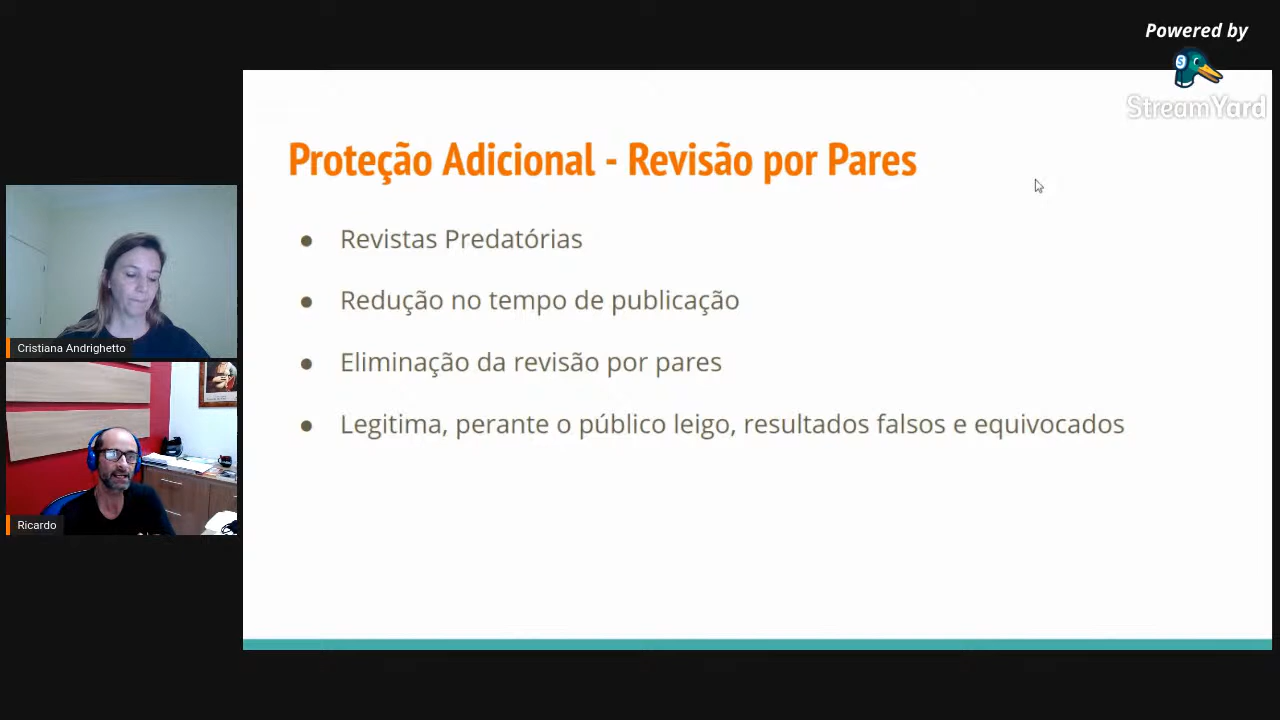 Powered by
StreamYard
Proteção Adicional - Revisão por Pares
● Revistas Predatórias
● Redução no tempo de publicação
● Eliminação da revisão por pares
● Legitima, perante o público leigo, resultados falsos e equivocados
Cristiana Andrighetto
Ricardo